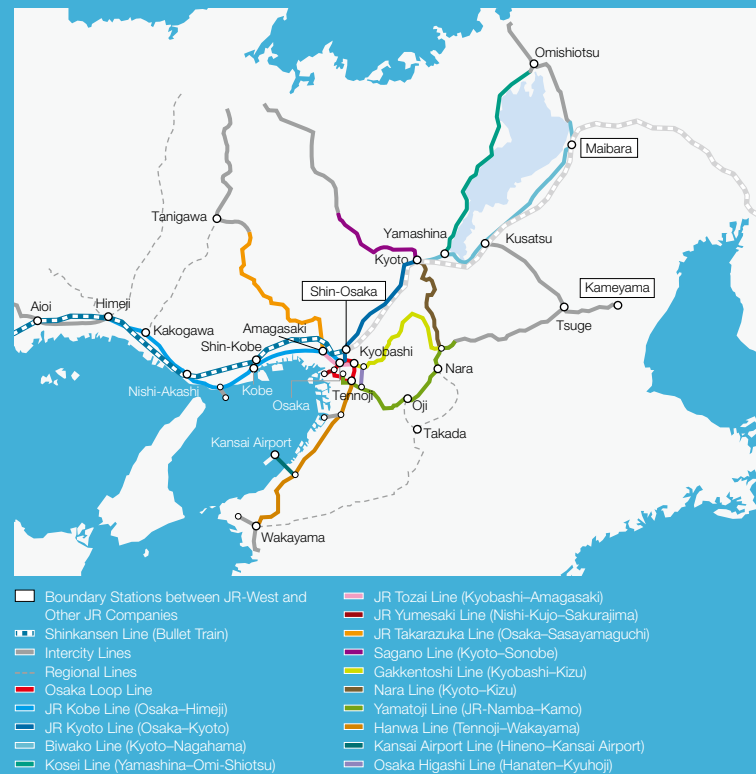 Omishiotsu
Maibara
Tanigawa
Yamashina
Kusatsu
Kyoto
Shin-Osaka
Kameyama
Aioi
Himeji
Tsuge
Kakogawa
Amagasaki
Shin-Kobe
Kyobashi
Nara
Nishi-Akashi
Kobe
Osaka
Tennoji
Oji
Takada
Kansai Airport
Wakayama
Boundary Stations between JR-West and
Other JR Companies
Shinkansen Line (Bullet Train)
Intercity Lines
Regional Lines
Osaka Loop Line
JR Kobe Line (Osaka–Himeji)
JR Kyoto Line (Osaka–Kyoto)
Biwako Line (Kyoto–Nagahama)
Kosei Line (Yamashina–Omi-Shiotsu)
JR Tozai Line (Kyobashi–Amagasaki)
JR Yumesaki Line (Nishi-Kujo–Sakurajima)
JR Takarazuka Line (Osaka–Sasayamaguchi)
Sagano Line (Kyoto–Sonobe)
Gakkentoshi Line (Kyobashi–Kizu)
Nara Line (Kyoto–Kizu)
Yamatoji Line (JR-Namba–Kamo)
Hanwa Line (Tennoji–Wakayama)
Kansai Airport Line (Hineno–Kansai Airport)
Osaka Higashi Line (Hanaten–Kyuhoji)